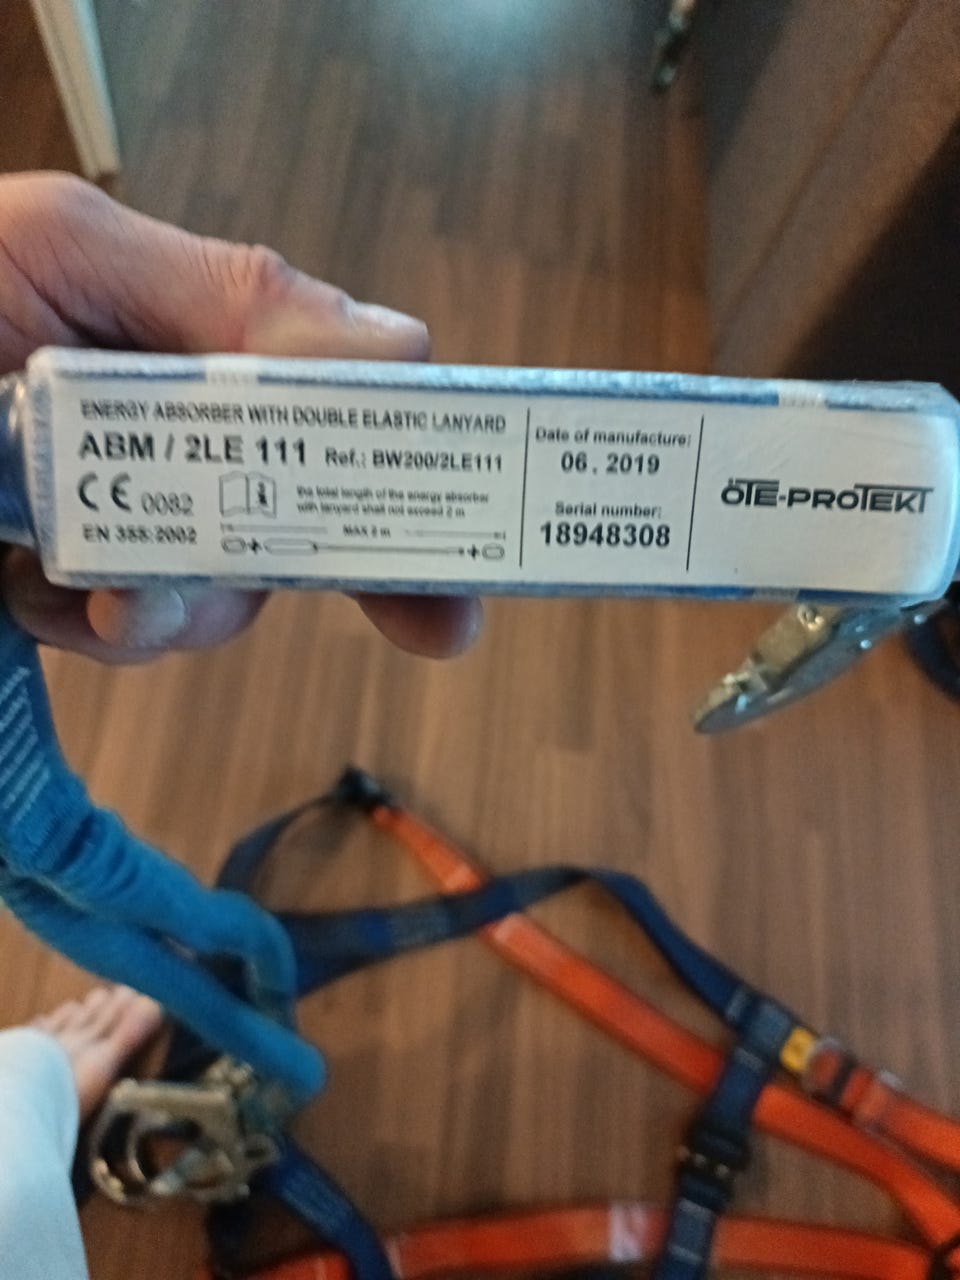 ENERGY ABSORBER WITH DOUBLE ELASTIC LANYARD
ABM / 2LE 111 Ref.: BW200/2LE111
CE 0082
the total length of the energy absorber
with lanyard shall not exceed 2 m
MAX 2 m
EN 355:2002
Date of manufacture:
06 . 2019
Serial number:
18948308
ÖTE-PROTEKT